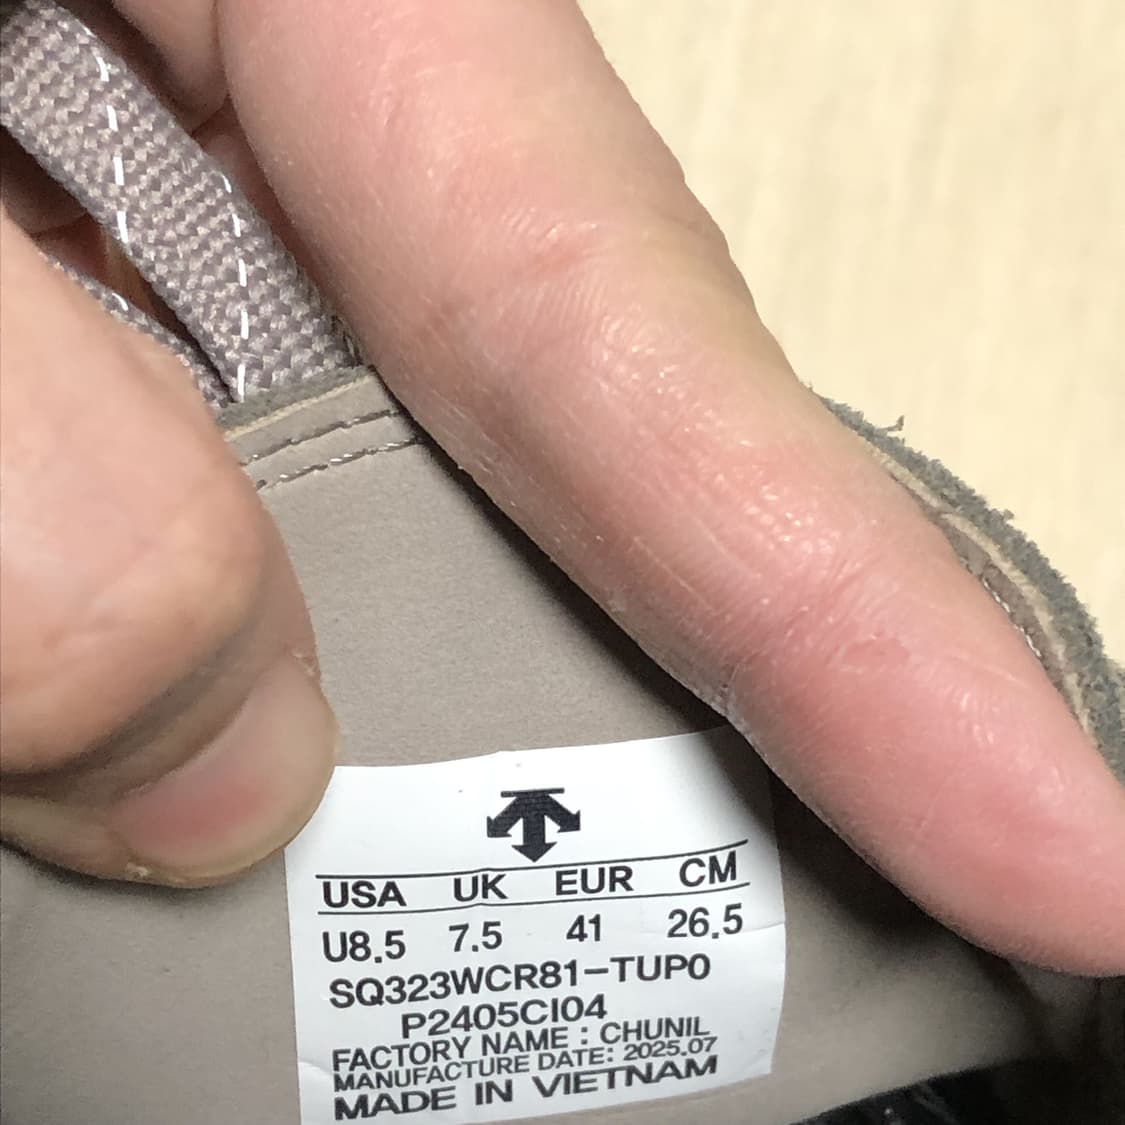 USA UK EUR CM
U8.5 7.5 41 26.5
SQ323WCR81-TUP0
P2405CI04
FACTORY NAME : CHUNIL
MANUFACTURE DATE: 2025.07
MADE IN VIETNAM